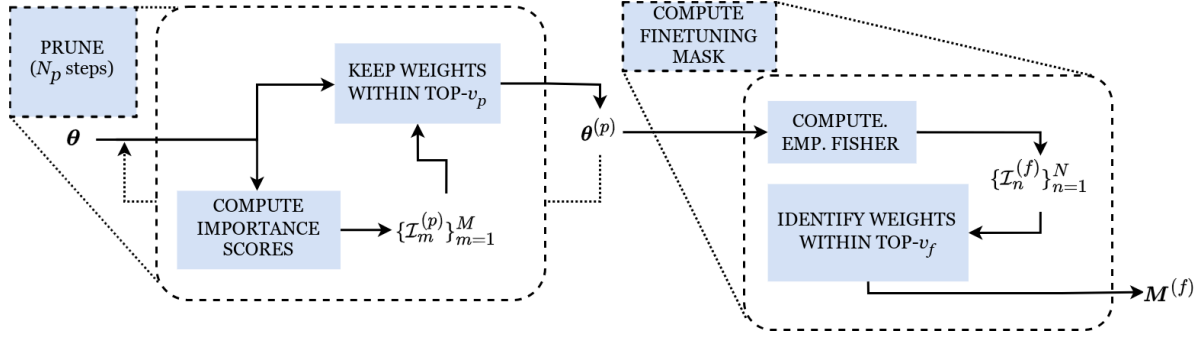 PRUNE
(N_p steps)
KEEP WEIGHTS
WITHIN TOP-v_p
θ
COMPUTE
IMPORTANCE
SCORES
{ℐ_m^{(p)}}_{m=1}^{M}
θ^{(p)}
COMPUTE
FINETUNING
MASK
COMPUTE.
EMP. FISHER
{ℐ_n^{(f)}}_{n=1}^{N}
IDENTIFY WEIGHTS
WITHIN TOP-v_f
M^{(f)}